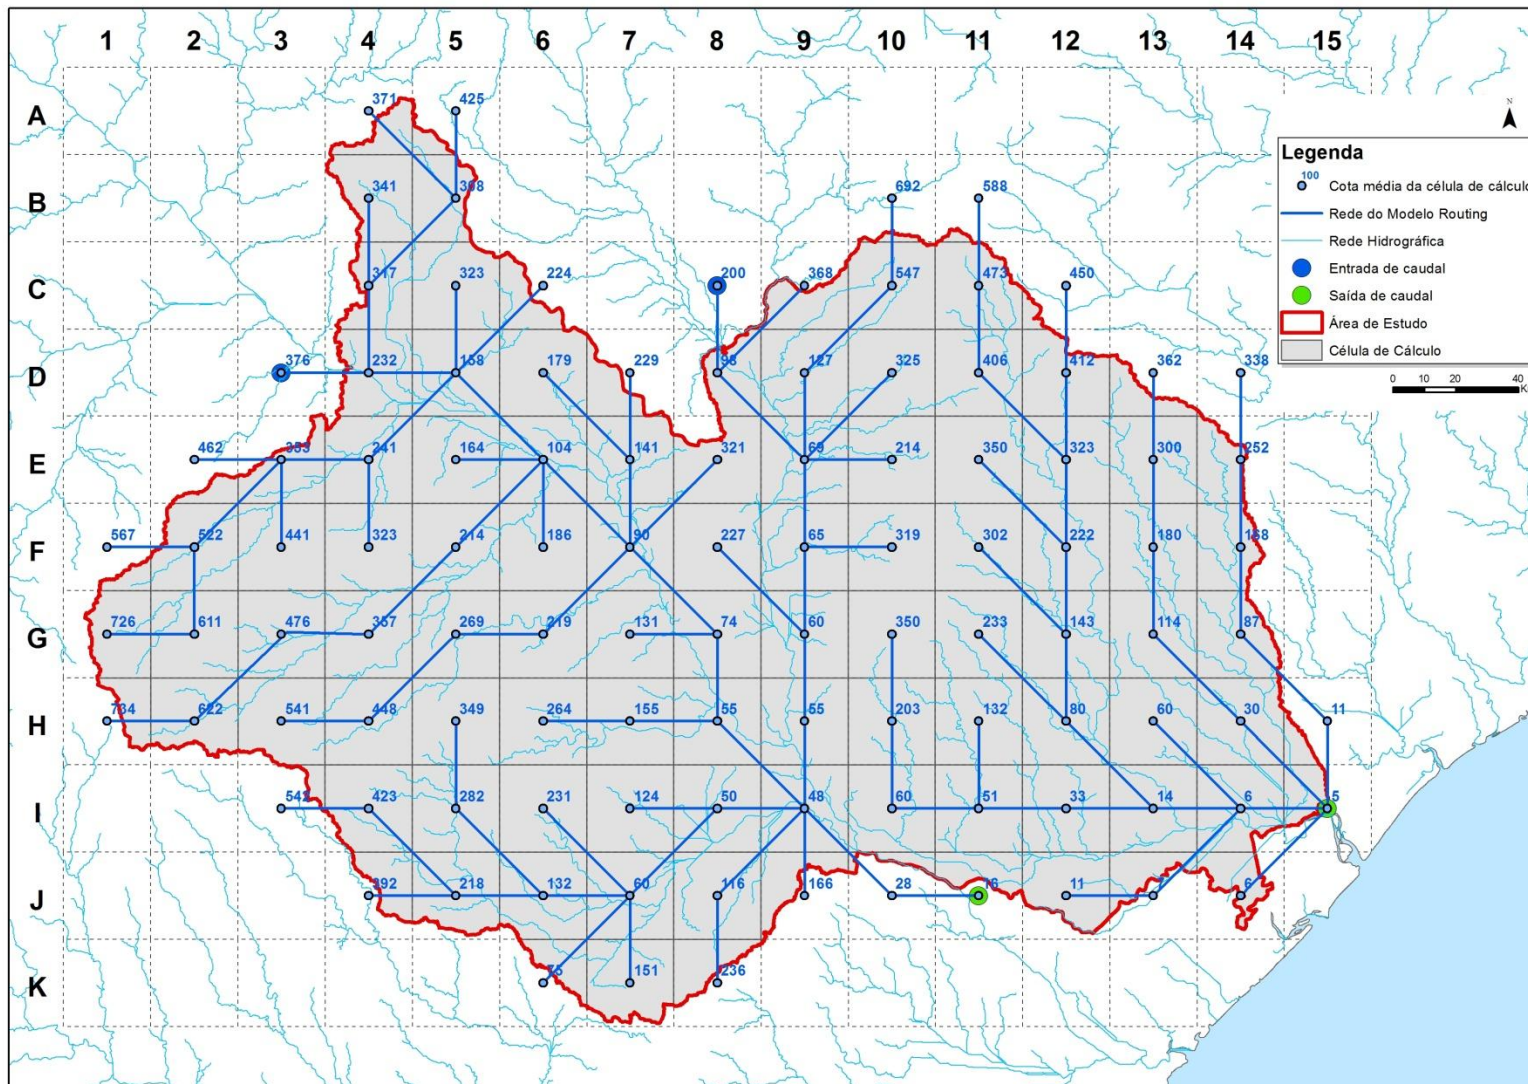 1 2 3 4 5 6 7 8 9 10 11 12 13 14 15
A 371 425
B 341 308 692 588
C 317 323 224 200 368 547 473 450
D 376 232 158 179 229 88 127 325 406 412 362 338
E 462 353 241 164 104 141 321 69 214 350 323 300 252
F 567 522 441 323 214 186 90 227 65 319 302 222 180 168
G 726 611 476 357 269 219 131 74 60 350 233 143 114 87
H 734 622 541 448 349 264 155 55 55 203 132 80 60 30 11
I 542 423 282 231 124 50 48 60 51 33 14 6 5
J 392 218 132 60 116 166 28 16 11 6
K 75 151 236
N
Legenda
100 Cota média da célula de cálculo
Rede do Modelo Routing
Rede Hidrográfica
Entrada de caudal
Saída de caudal
Área de Estudo
Célula de Cálculo
0 10 20 40
K